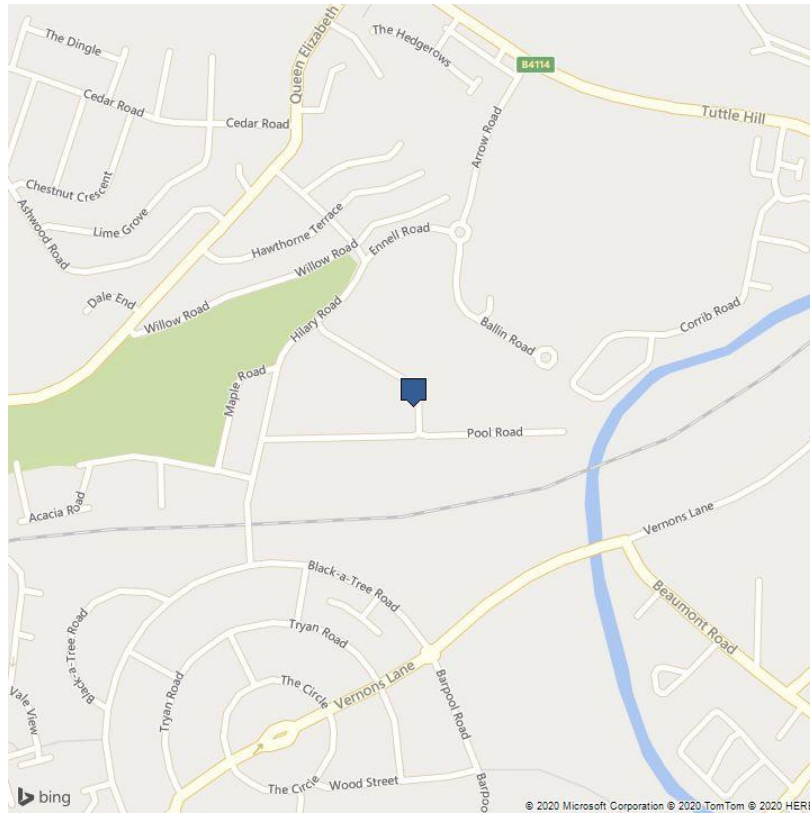 The Dingle
Cedar Road
Cedar Road
Queen Elizabeth
The Hedgerows
B4114
Tuttle Hill
Arrow Road
Chestnut Crescent
Ashwood Road
Lime Grove
Hawthorne Terrace
Willow Road
Ennell Road
Dale End
Willow Road
Hilary Road
Ballin Road
Corrib Road
Maple Road
Pool Road
Acacia Road
Vernons Lane
Black-a-Tree Road
Beaumont Road
Black-a-Tree Road
Tryan Road
Tryan Road
The Circle
Vernons Lane
Barpool Road
Vale View
The Circle
Wood Street
Barpoo
bing
© 2020 Microsoft Corporation © 2020 TomTom © 2020 HERE